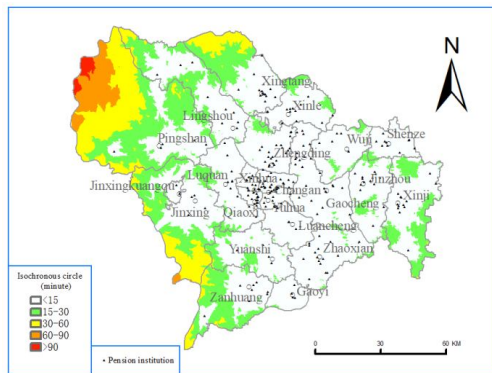 N
Xingtang
Xinle
Lingshou
Pingshan
Zhengding
Wuji
Shenze
Jinxingkuangqu
Luquan
Xinhua
Changan
Jinzhou
Xinji
Jinxing
Qiaoxi
Yuhua
Gaocheng
Luancheng
Yuanshi
Zhaoxian
Zanhuang
Gaoyi
Isochronous circle
(minute)
<15
15-30
30-60
60-90
>90
• Pension institution
0 30 60 KM